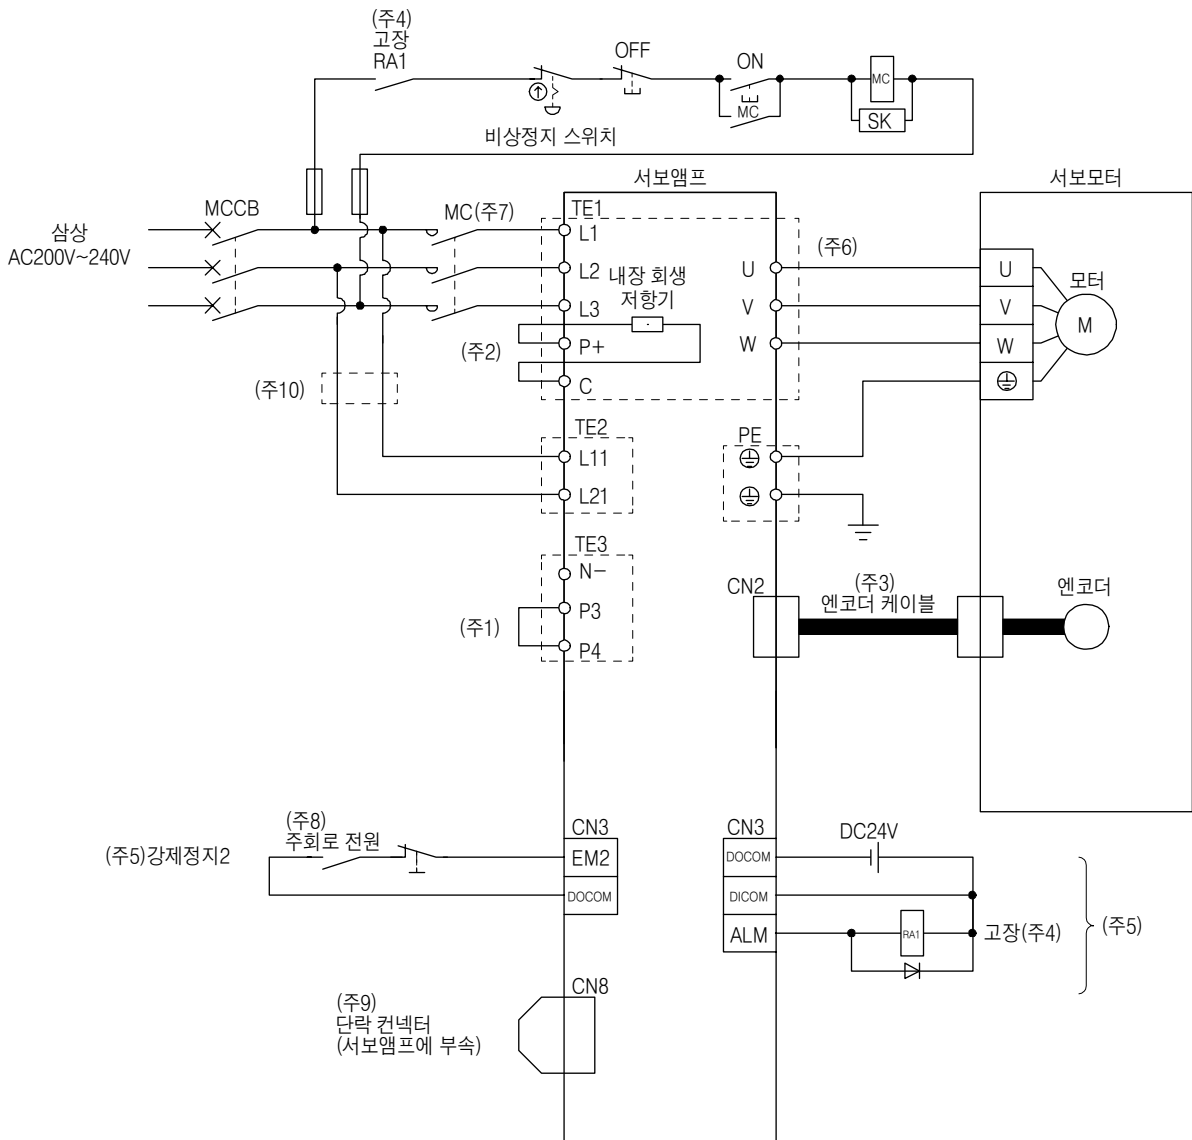 (주4)
고장
RA1
OFF
ON
MC
MC
SK
비상정지 스위치
서보앰프
서보모터
MCCB
MC(주7)
TE1
삼상
AC200V~240V
L1
L2
L3
내장 회생
저항기
(주2)
P+
C
U
V
W
(주6)
U
V
W
모터
M
(주10)
TE2
L11
L21
PE
TE3
N−
P3
P4
(주1)
CN2
(주3)
엔코더 케이블
엔코더
(주8)
주회로 전원
(주5)강제정지2
CN3
EM2
DOCOM
CN3
DOCOM
DICOM
ALM
DC24V
RA1
고장(주4)
(주5)
CN8
(주9)
단락 컨넥터
(서보앰프에 부속)